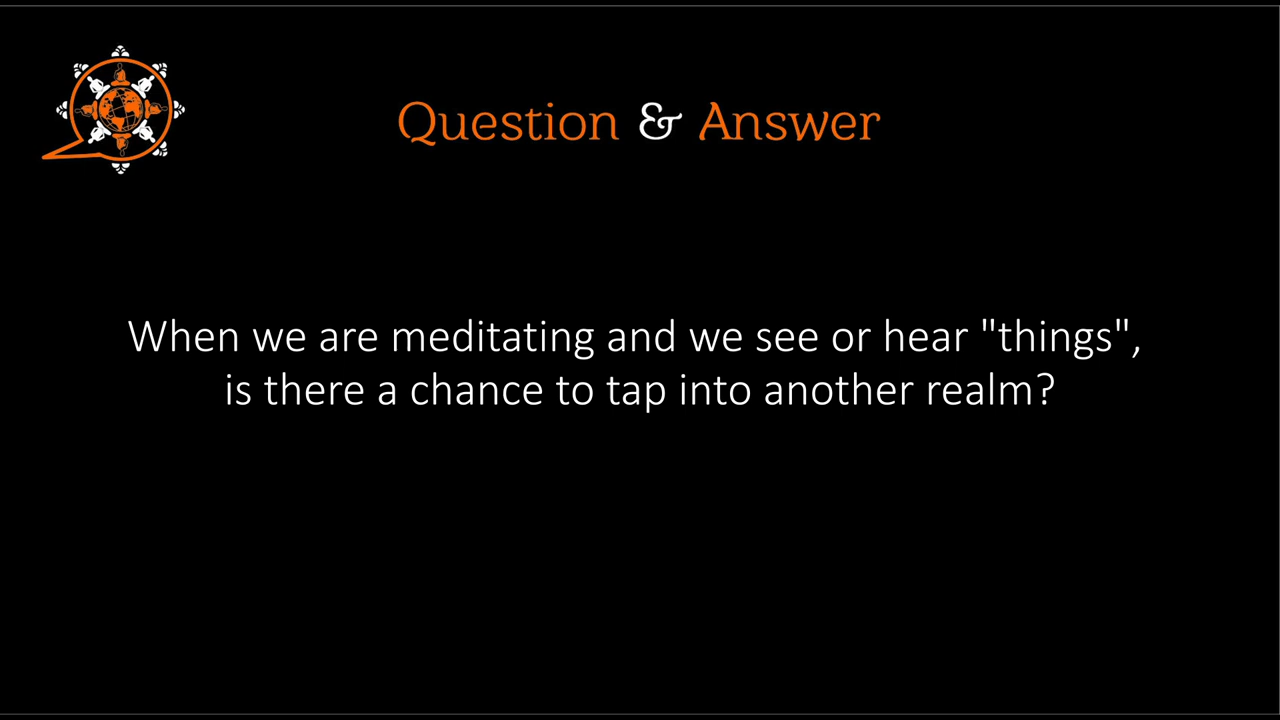 Question & Answer
When we are meditating and we see or hear "things",
is there a chance to tap into another realm?